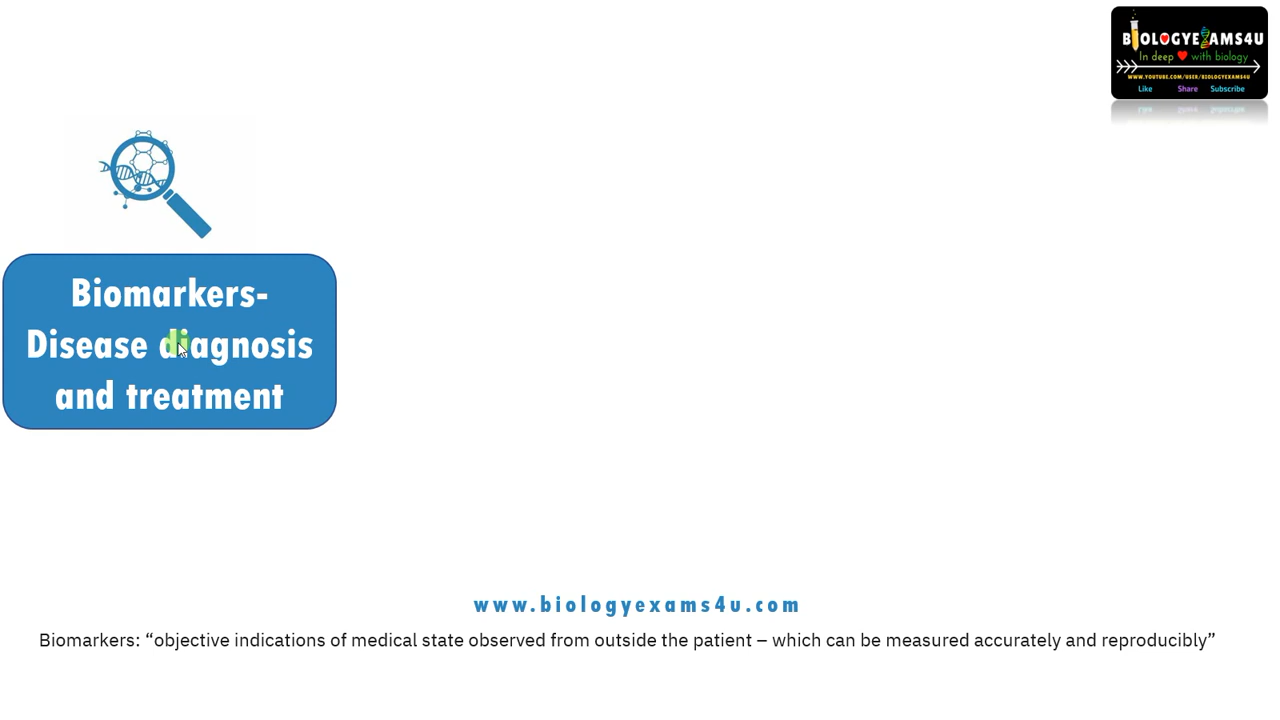 BIOLOGYEXAMS4U
In deep with biology
WWW.YOUTUBE.COM/USER/BIOLOGYEXAMS4U
Like Share Subscribe
Biomarkers-
Disease diagnosis
and treatment
www.biologyexams4u.com
Biomarkers: “objective indications of medical state observed from outside the patient – which can be measured accurately and reproducibly”